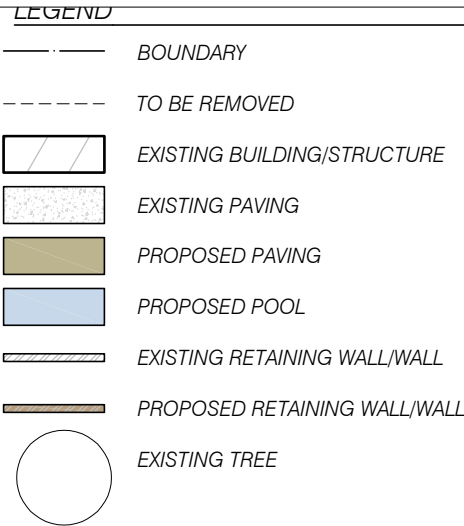 LEGEND
BOUNDARY
TO BE REMOVED
EXISTING BUILDING/STRUCTURE
EXISTING PAVING
PROPOSED PAVING
PROPOSED POOL
EXISTING RETAINING WALL/WALL
PROPOSED RETAINING WALL/WALL
EXISTING TREE